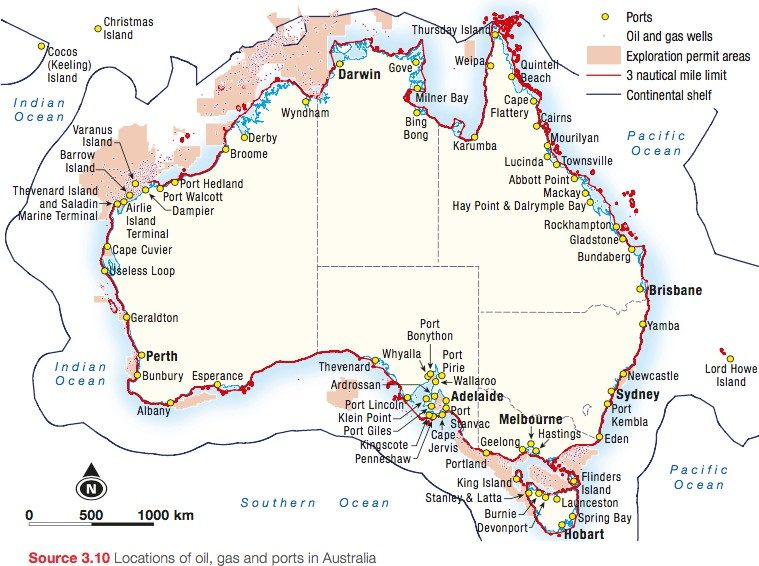 Christmas
Island
Cocos
(Keeling)
Island
Indian
Ocean
Thursday Island
Weipa
Quintell
Beach
Darwin
Gove
Milner Bay
Bing
Bong
Karumba
Cape
Flattery
Cairns
Mourilyan
Lucinda
Townsville
Abbott Point
Mackay
Hay Point & Dalrymple Bay
Rockhampton
Gladstone
Bundaberg
Ports
Oil and gas wells
Exploration permit areas
3 nautical mile limit
Continental shelf
Pacific
Ocean
Wyndham
Derby
Broome
Varanus
Island
Barrow
Island
Thevenard Island
and Saladin
Marine Terminal
Airlie
Island
Terminal
Port Hedland
Port Walcott
Dampier
Cape Cuvier
Useless Loop
Geraldton
Indian
Ocean
Perth
Bunbury
Albany
Esperance
Brisbane
Yamba
Lord Howe
Island
Newcastle
Sydney
Port
Kembla
Eden
Port
Bonython
Whyalla
Port
Pirie
Thevenard
Wallaroo
Ardrossan
Adelaide
Port Lincoln
Klein Point
Port Giles
Port
Stanvac
Kingscote
Penneshaw
Cape
Jervis
Melbourne
Geelong
Hastings
Portland
King Island
Flinders
Island
Stanley & Latta
Burnie
Devonport
Launceston
Spring Bay
Hobart
Pacific
Ocean
Southern Ocean
N
0 500 1000 km
Source 3.10 Locations of oil, gas and ports in Australia